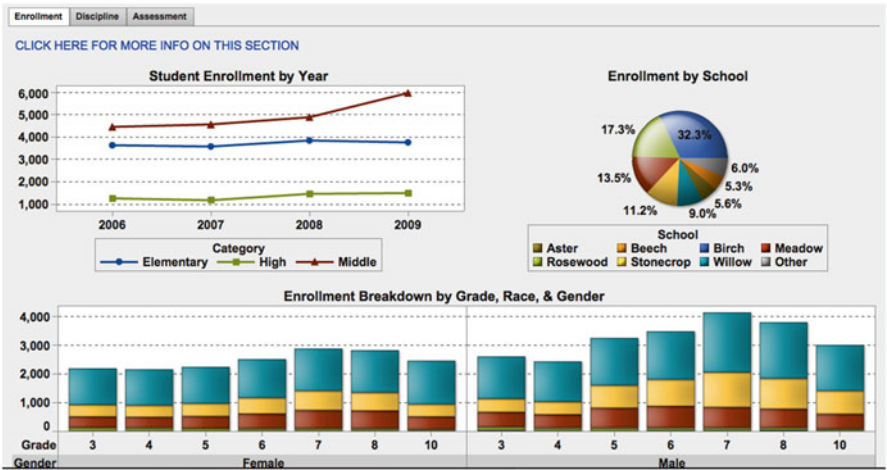 Enrollment Discipline Assessment
CLICK HERE FOR MORE INFO ON THIS SECTION
Student Enrollment by Year
6,000
5,000
4,000
3,000
2,000
1,000
2006 2007 2008 2009
Category
Elementary High Middle
Enrollment by School
17.3% 32.3%
13.5% 6.0%
5.3%
11.2% 9.0% 5.6%
School
Aster Beech Birch Meadow
Rosewood Stonecrop Willow Other
Enrollment Breakdown by Grade, Race, & Gender
4,000
3,000
2,000
1,000
0
Grade 3 4 5 6 7 8 10 3 4 5 6 7 8 10
Gender Female Male